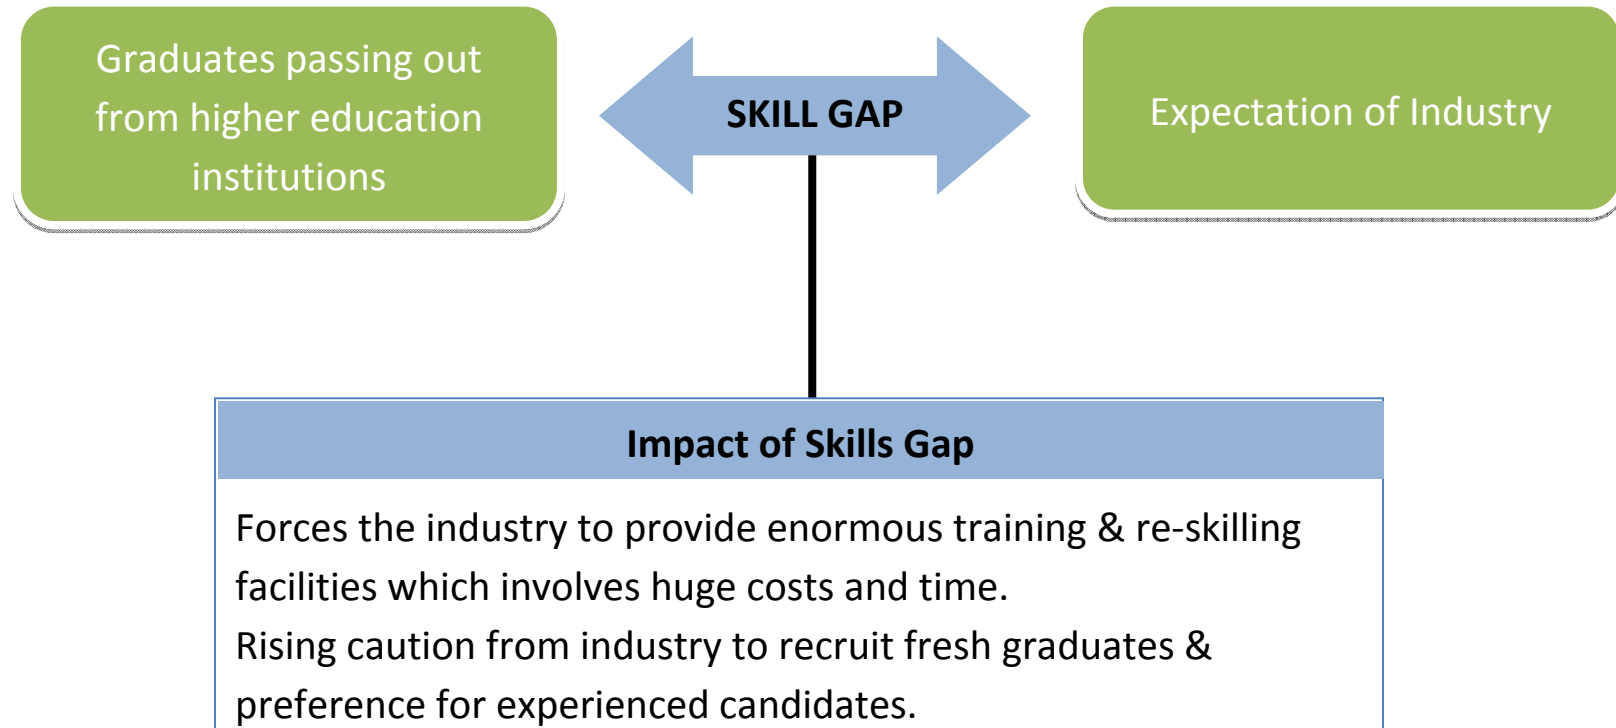 Graduates passing out
from higher education
institutions
SKILL GAP
Expectation of Industry
Impact of Skills Gap
Forces the industry to provide enormous training & re-skilling
facilities which involves huge costs and time.
Rising caution from industry to recruit fresh graduates &
preference for experienced candidates.